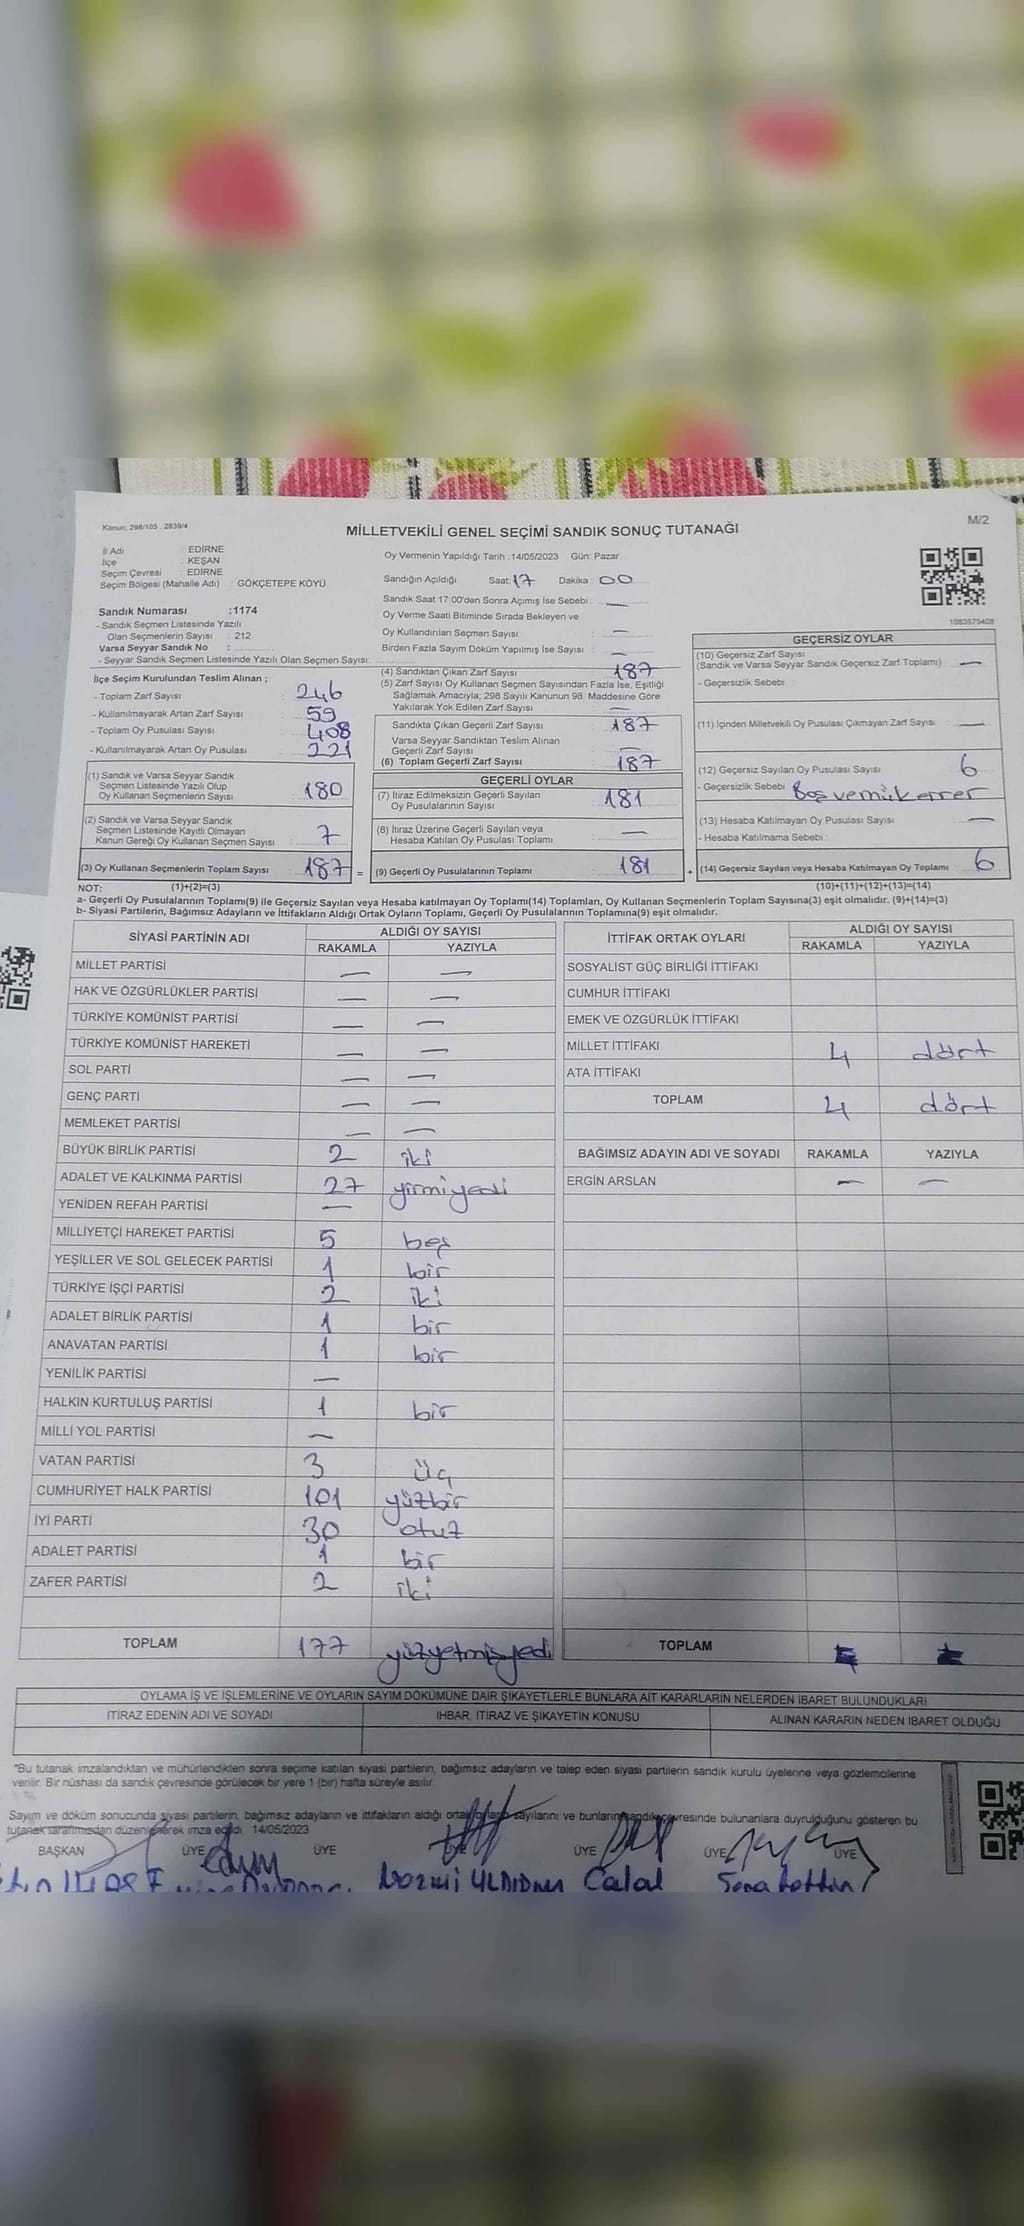 Kanun: 298/105 , 2839/4
M/2
MİLLETVEKİLİ GENEL SEÇİMİ SANDIK SONUÇ TUTANAĞI
İl Adı : EDİRNE
İlçe : KEŞAN
Seçim Çevresi : EDİRNE
Seçim Bölgesi (Mahalle Adı) : GÖKÇETEPE KÖYÜ
Sandık Numarası :1174
- Sandık Seçmen Listesinde Yazılı
Olan Seçmenlerin Sayısı : 212
Varsa Seyyar Sandık No :
- Seyyar Sandık Seçmen Listesinde Yazılı Olan Seçmen Sayısı:
İlçe Seçim Kurulundan Teslim Alınan ;
- Toplam Zarf Sayısı : 246
- Kullanılmayarak Artan Zarf Sayısı : 59
- Toplam Oy Pusulası Sayısı : 408
- Kullanılmayarak Artan Oy Pusulası : 221
(1) Sandık ve Varsa Seyyar Sandık
Seçmen Listesinde Yazılı Olup
Oy Kullanan Seçmenlerin Sayısı : 180
(2) Sandık ve Varsa Seyyar Sandık
Seçmen Listesinde Kayıtlı Olmayan
Kanun Gereği Oy Kullanan Seçmen Sayısı : 7
(3) Oy Kullanan Seçmenlerin Toplam Sayısı : 187 =
Oy Vermenin Yapıldığı Tarih :14/05/2023 Gün: Pazar
Sandığın Açıldığı Saat: 17 Dakika : 00
Sandık Saat 17:00'dan Sonra Açımış İse Sebebi : —
Oy Verme Saati Bitiminde Sırada Bekleyen ve
Oy Kullandırılan Seçmen Sayısı : —
Birden Fazla Sayım Döküm Yapılmış İse Sayısı : —
(4) Sandıktan Çıkan Zarf Sayısı : 187
(5) Zarf Sayısı Oy Kullanan Seçmen Sayısından Fazla İse, Eşitliği
Sağlamak Amacıyla, 298 Sayılı Kanunun 98. Maddesine Göre
Yakılarak Yok Edilen Zarf Sayısı : —
Sandıkta Çıkan Geçerli Zarf Sayısı : 187
Varsa Seyyar Sandıktan Teslim Alınan
Geçerli Zarf Sayısı : —
(6) Toplam Geçerli Zarf Sayısı : 187
GEÇERLİ OYLAR
(7) İtiraz Edilmeksizin Geçerli Sayılan
Oy Pusulalarının Sayısı : 181
(8) İtiraz Üzerine Geçerli Sayılan veya
Hesaba Katılan Oy Pusulası Toplamı : —
(9) Geçerli Oy Pusulalarının Toplamı : 181 +
1083575408
GEÇERSİZ OYLAR
(10) Geçersiz Zarf Sayısı
(Sandık ve Varsa Seyyar Sandık Geçersiz Zarf Toplamı) : —
- Geçersizlik Sebebi :
(11) İçinden Milletvekili Oy Pusulası Çıkmayan Zarf Sayısı : —
(12) Geçersiz Sayılan Oy Pusulası Sayısı : 6
- Geçersizlik Sebebi : Boş ve mükerrer
(13) Hesaba Katılmayan Oy Pusulası Sayısı : —
- Hesaba Katılmama Sebebi :
(14) Geçersiz Sayılan veya Hesaba Katılmayan Oy Toplamı : 6
NOT: (1)+(2)=(3) (10)+(11)+(12)+(13)=(14)
a- Geçerli Oy Pusulalarının Toplamı(9) ile Geçersiz Sayılan veya Hesaba katılmayan Oy Toplamı(14) Toplamları, Oy Kullanan Seçmenlerin Toplam Sayısına(3) eşit olmalıdır. (9)+(14)=(3)
b- Siyasi Partilerin, Bağımsız Adayların ve İttifakların Aldığı Ortak Oyların Toplamı, Geçerli Oy Pusulalarının Toplamına(9) eşit olmalıdır.
SİYASİ PARTİNİN ADI ALDIĞI OY SAYISI
RAKAMLA YAZIYLA
MİLLET PARTİSİ — —
HAK VE ÖZGÜRLÜKLER PARTİSİ — —
TÜRKİYE KOMÜNİST PARTİSİ — —
TÜRKİYE KOMÜNİST HAREKETİ — —
SOL PARTİ — —
GENÇ PARTİ — —
MEMLEKET PARTİSİ — —
BÜYÜK BİRLİK PARTİSİ 2 iki
ADALET VE KALKINMA PARTİSİ 27 yirmiyedi
YENİDEN REFAH PARTİSİ —
MİLLİYETÇİ HAREKET PARTİSİ 5 beş
YEŞİLLER VE SOL GELECEK PARTİSİ 1 bir
TÜRKİYE İŞÇİ PARTİSİ 2 iki
ADALET BİRLİK PARTİSİ 1 bir
ANAVATAN PARTİSİ 1 bir
YENİLİK PARTİSİ —
HALKIN KURTULUŞ PARTİSİ 1 bir
MİLLİ YOL PARTİSİ —
VATAN PARTİSİ 3 üç
CUMHURİYET HALK PARTİSİ 101 yüzbir
İYİ PARTİ 30 otuz
ADALET PARTİSİ 1 bir
ZAFER PARTİSİ 2 iki
TOPLAM 177 yüzyetmişyedi
İTTİFAK ORTAK OYLARI ALDIĞI OY SAYISI
RAKAMLA YAZIYLA
SOSYALİST GÜÇ BİRLİĞİ İTTİFAKI
CUMHUR İTTİFAKI
EMEK VE ÖZGÜRLÜK İTTİFAKI
MİLLET İTTİFAKI 4 dört
ATA İTTİFAKI
TOPLAM 4 dört
BAĞIMSIZ ADAYIN ADI VE SOYADI RAKAMLA YAZIYLA
ERGİN ARSLAN — —
TOPLAM
OYLAMA İŞ VE İŞLEMLERİNE VE OYLARIN SAYIM DÖKÜMÜNE DAİR ŞİKAYETLERLE BUNLARA AİT KARARLARIN NELERDEN İBARET BULUNDUKLARI
İTİRAZ EDENİN ADI VE SOYADI İHBAR, İTİRAZ VE ŞİKAYETİN KONUSU ALINAN KARARIN NEDEN İBARET OLDUĞU
*Bu tutanak imzalandıktan ve mühürlendikten sonra seçime katılan siyasi partilerin, bağımsız adayların ve talep eden siyasi partilerin sandık kurulu üyelerine veya gözlemcilerine
verilir. Bir nüshası da sandık çevresinde görülecek bir yere 1 (bir) hafta süreyle asılır.
Sayım ve döküm sonucunda siyasi partilerin, bağımsız adayların ve ittifakların aldığı ortak oyların sayılarını ve bunların sandık çevresinde bulunanlara duyrulduğunu gösteren bu
tutanak tarafımızdan düzenlenerek imza edildi. 14/05/2023
BAŞKAN ÜYE ÜYE ÜYE ÜYE ÜYE ÜYE
Celal